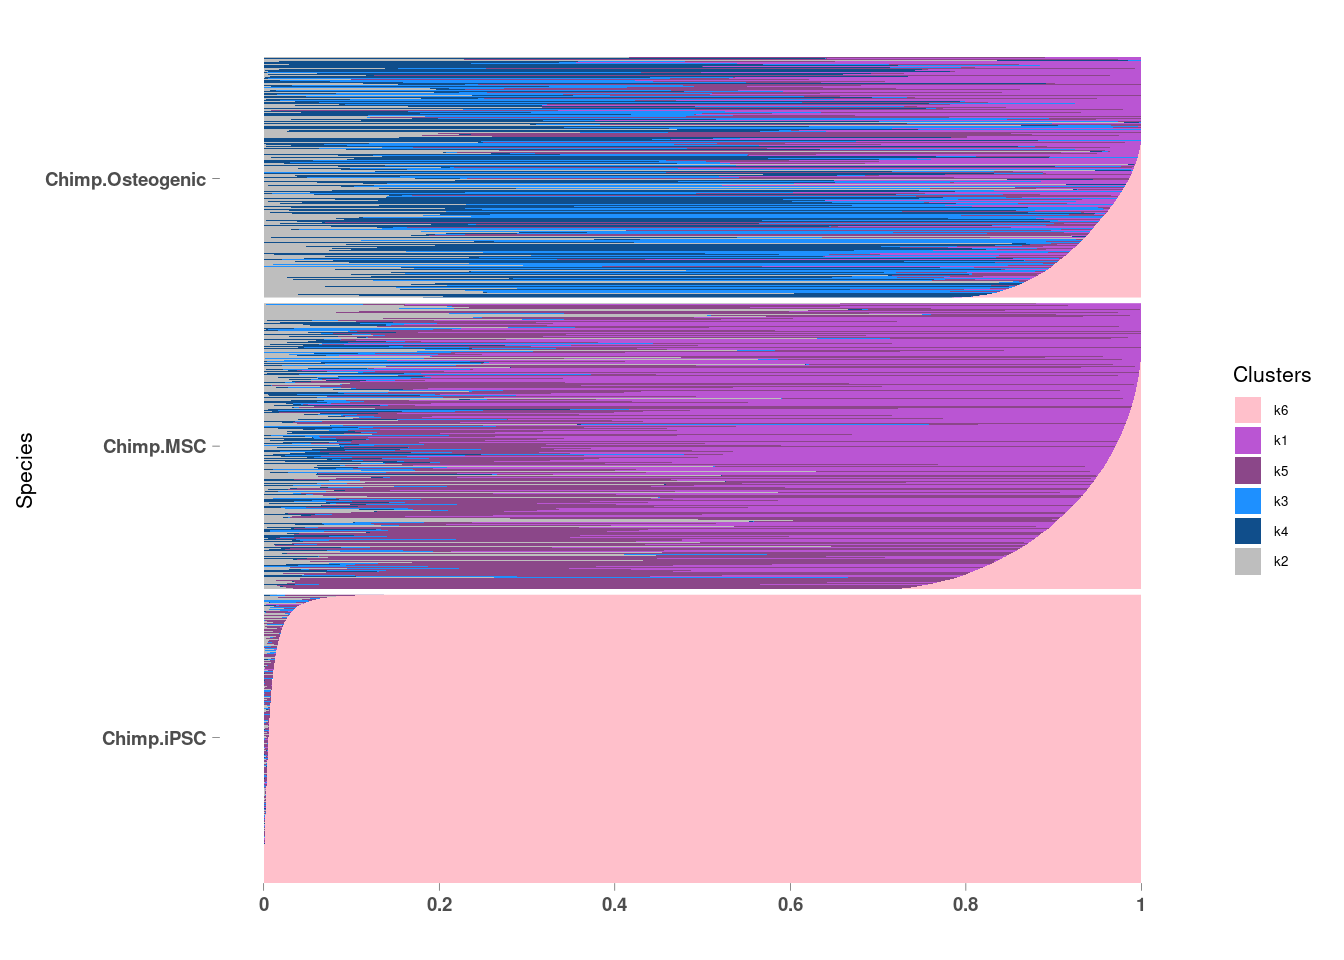 Chimp.Osteogenic
Chimp.MSC
Chimp.iPSC
Species
0 0.2 0.4 0.6 0.8 1
Clusters
k6
k1
k5
k3
k4
k2